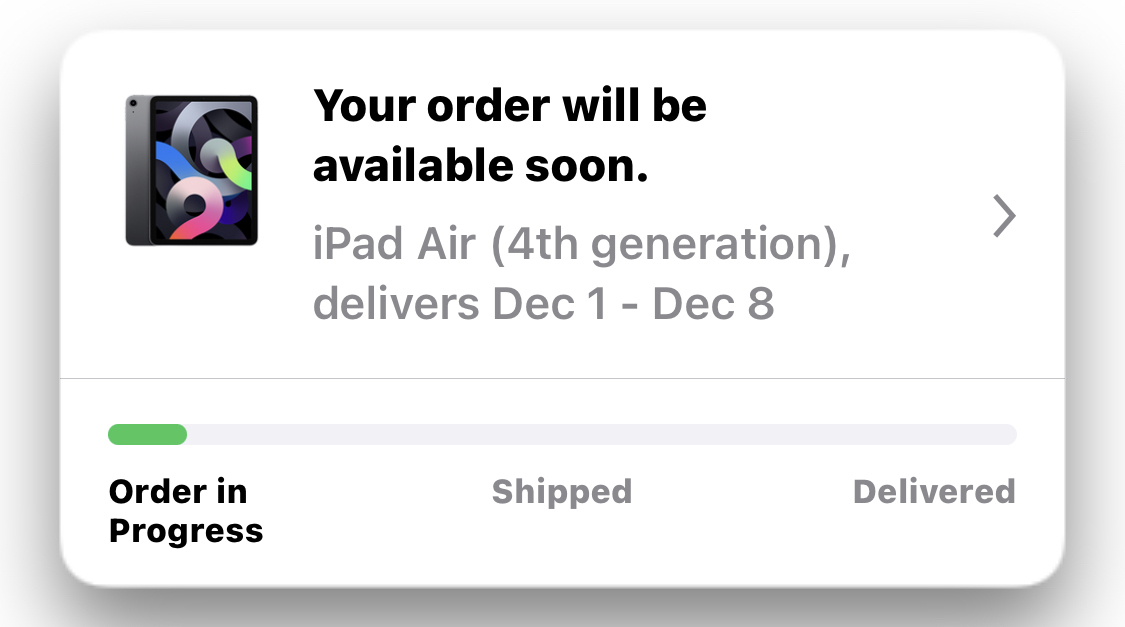 Your order will be
available soon.
iPad Air (4th generation),
delivers Dec 1 - Dec 8
Order in
Progress
Shipped
Delivered